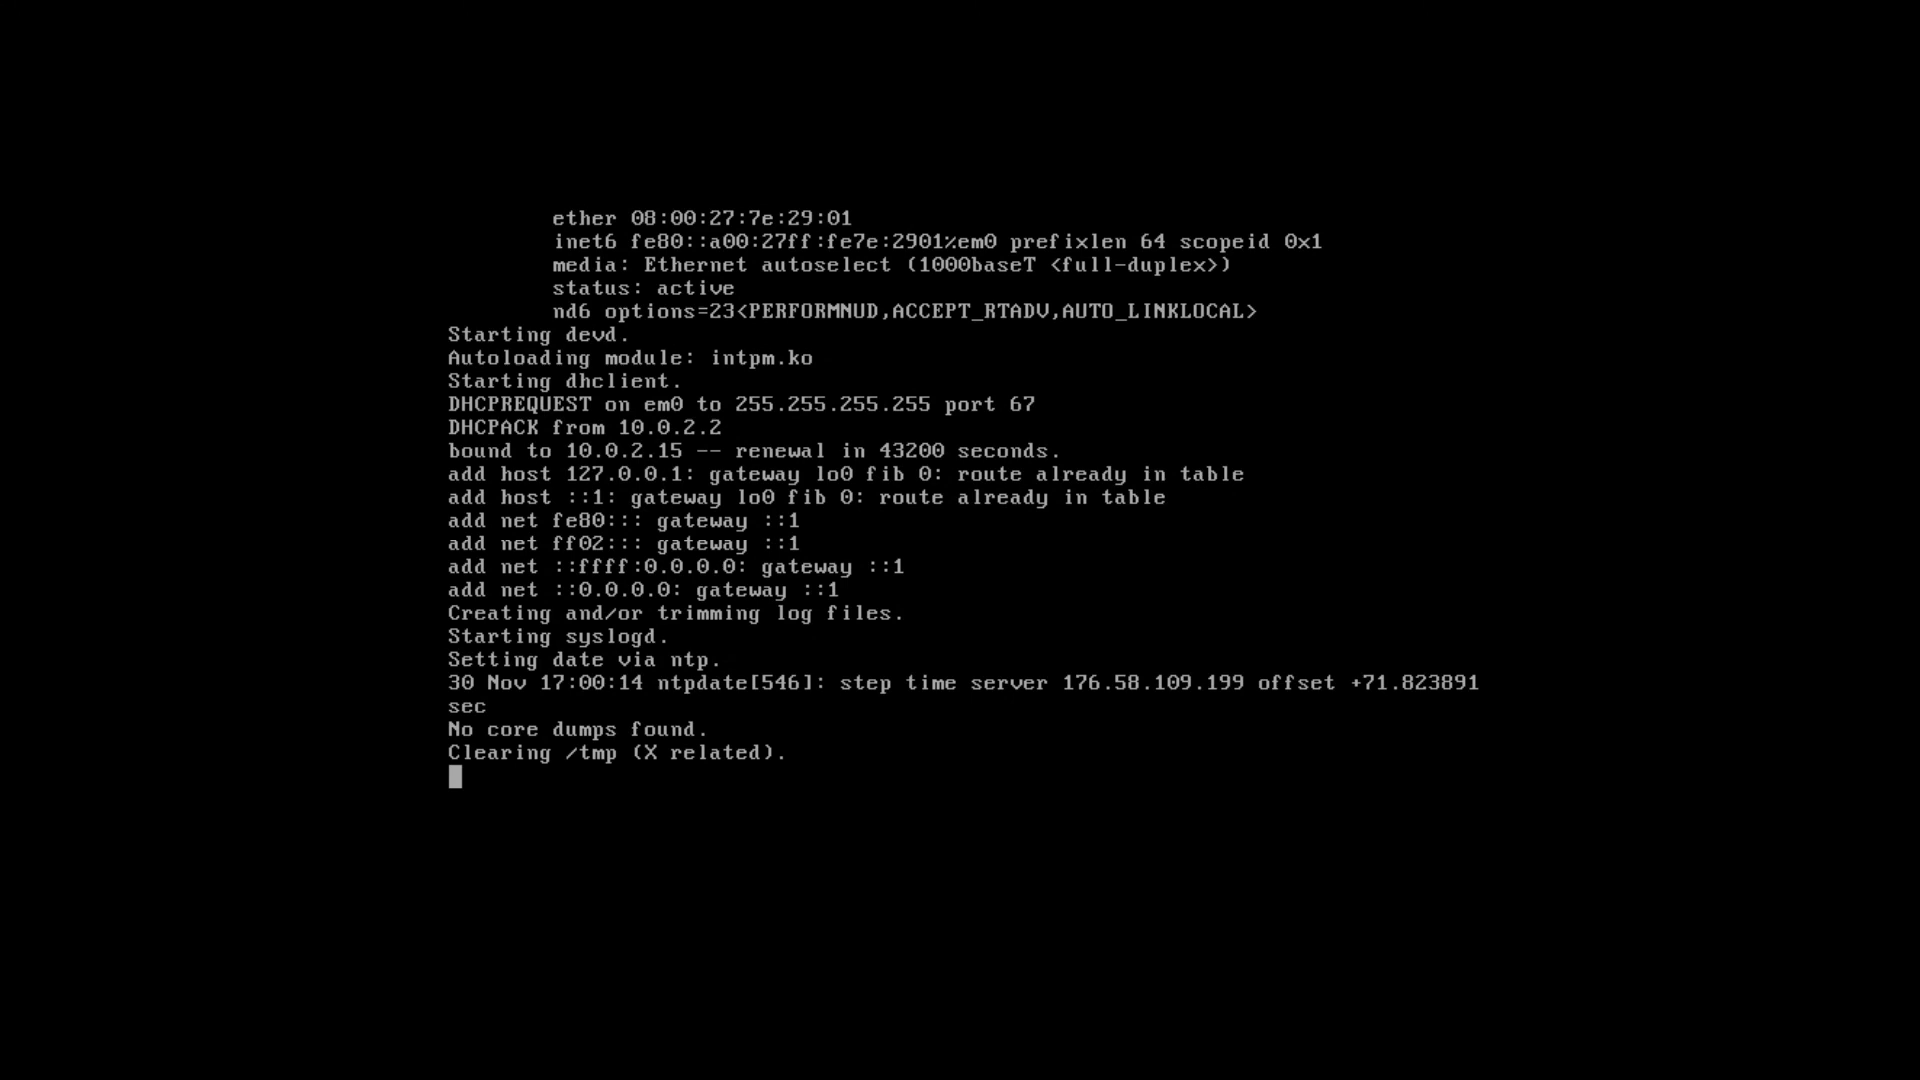 ether 08:00:27:7e:29:01
inet6 fe80::a00:27ff:fe7e:2901%em0 prefixlen 64 scopeid 0x1
media: Ethernet autoselect (1000baseT <full-duplex>)
status: active
nd6 options=23<PERFORMNUD,ACCEPT_RTADV,AUTO_LINKLOCAL>
Starting devd.
Autoloading module: intpm.ko
Starting dhclient.
DHCPREQUEST on em0 to 255.255.255.255 port 67
DHCPACK from 10.0.2.2
bound to 10.0.2.15 -- renewal in 43200 seconds.
add host 127.0.0.1: gateway lo0 fib 0: route already in table
add host ::1: gateway lo0 fib 0: route already in table
add net fe80::: gateway ::1
add net ff02::: gateway ::1
add net ::ffff:0.0.0.0: gateway ::1
add net ::0.0.0.0: gateway ::1
Creating and/or trimming log files.
Starting syslogd.
Setting date via ntp.
30 Nov 17:00:14 ntpdate[546]: step time server 176.58.109.199 offset +71.823891
sec
No core dumps found.
Clearing /tmp (X related).